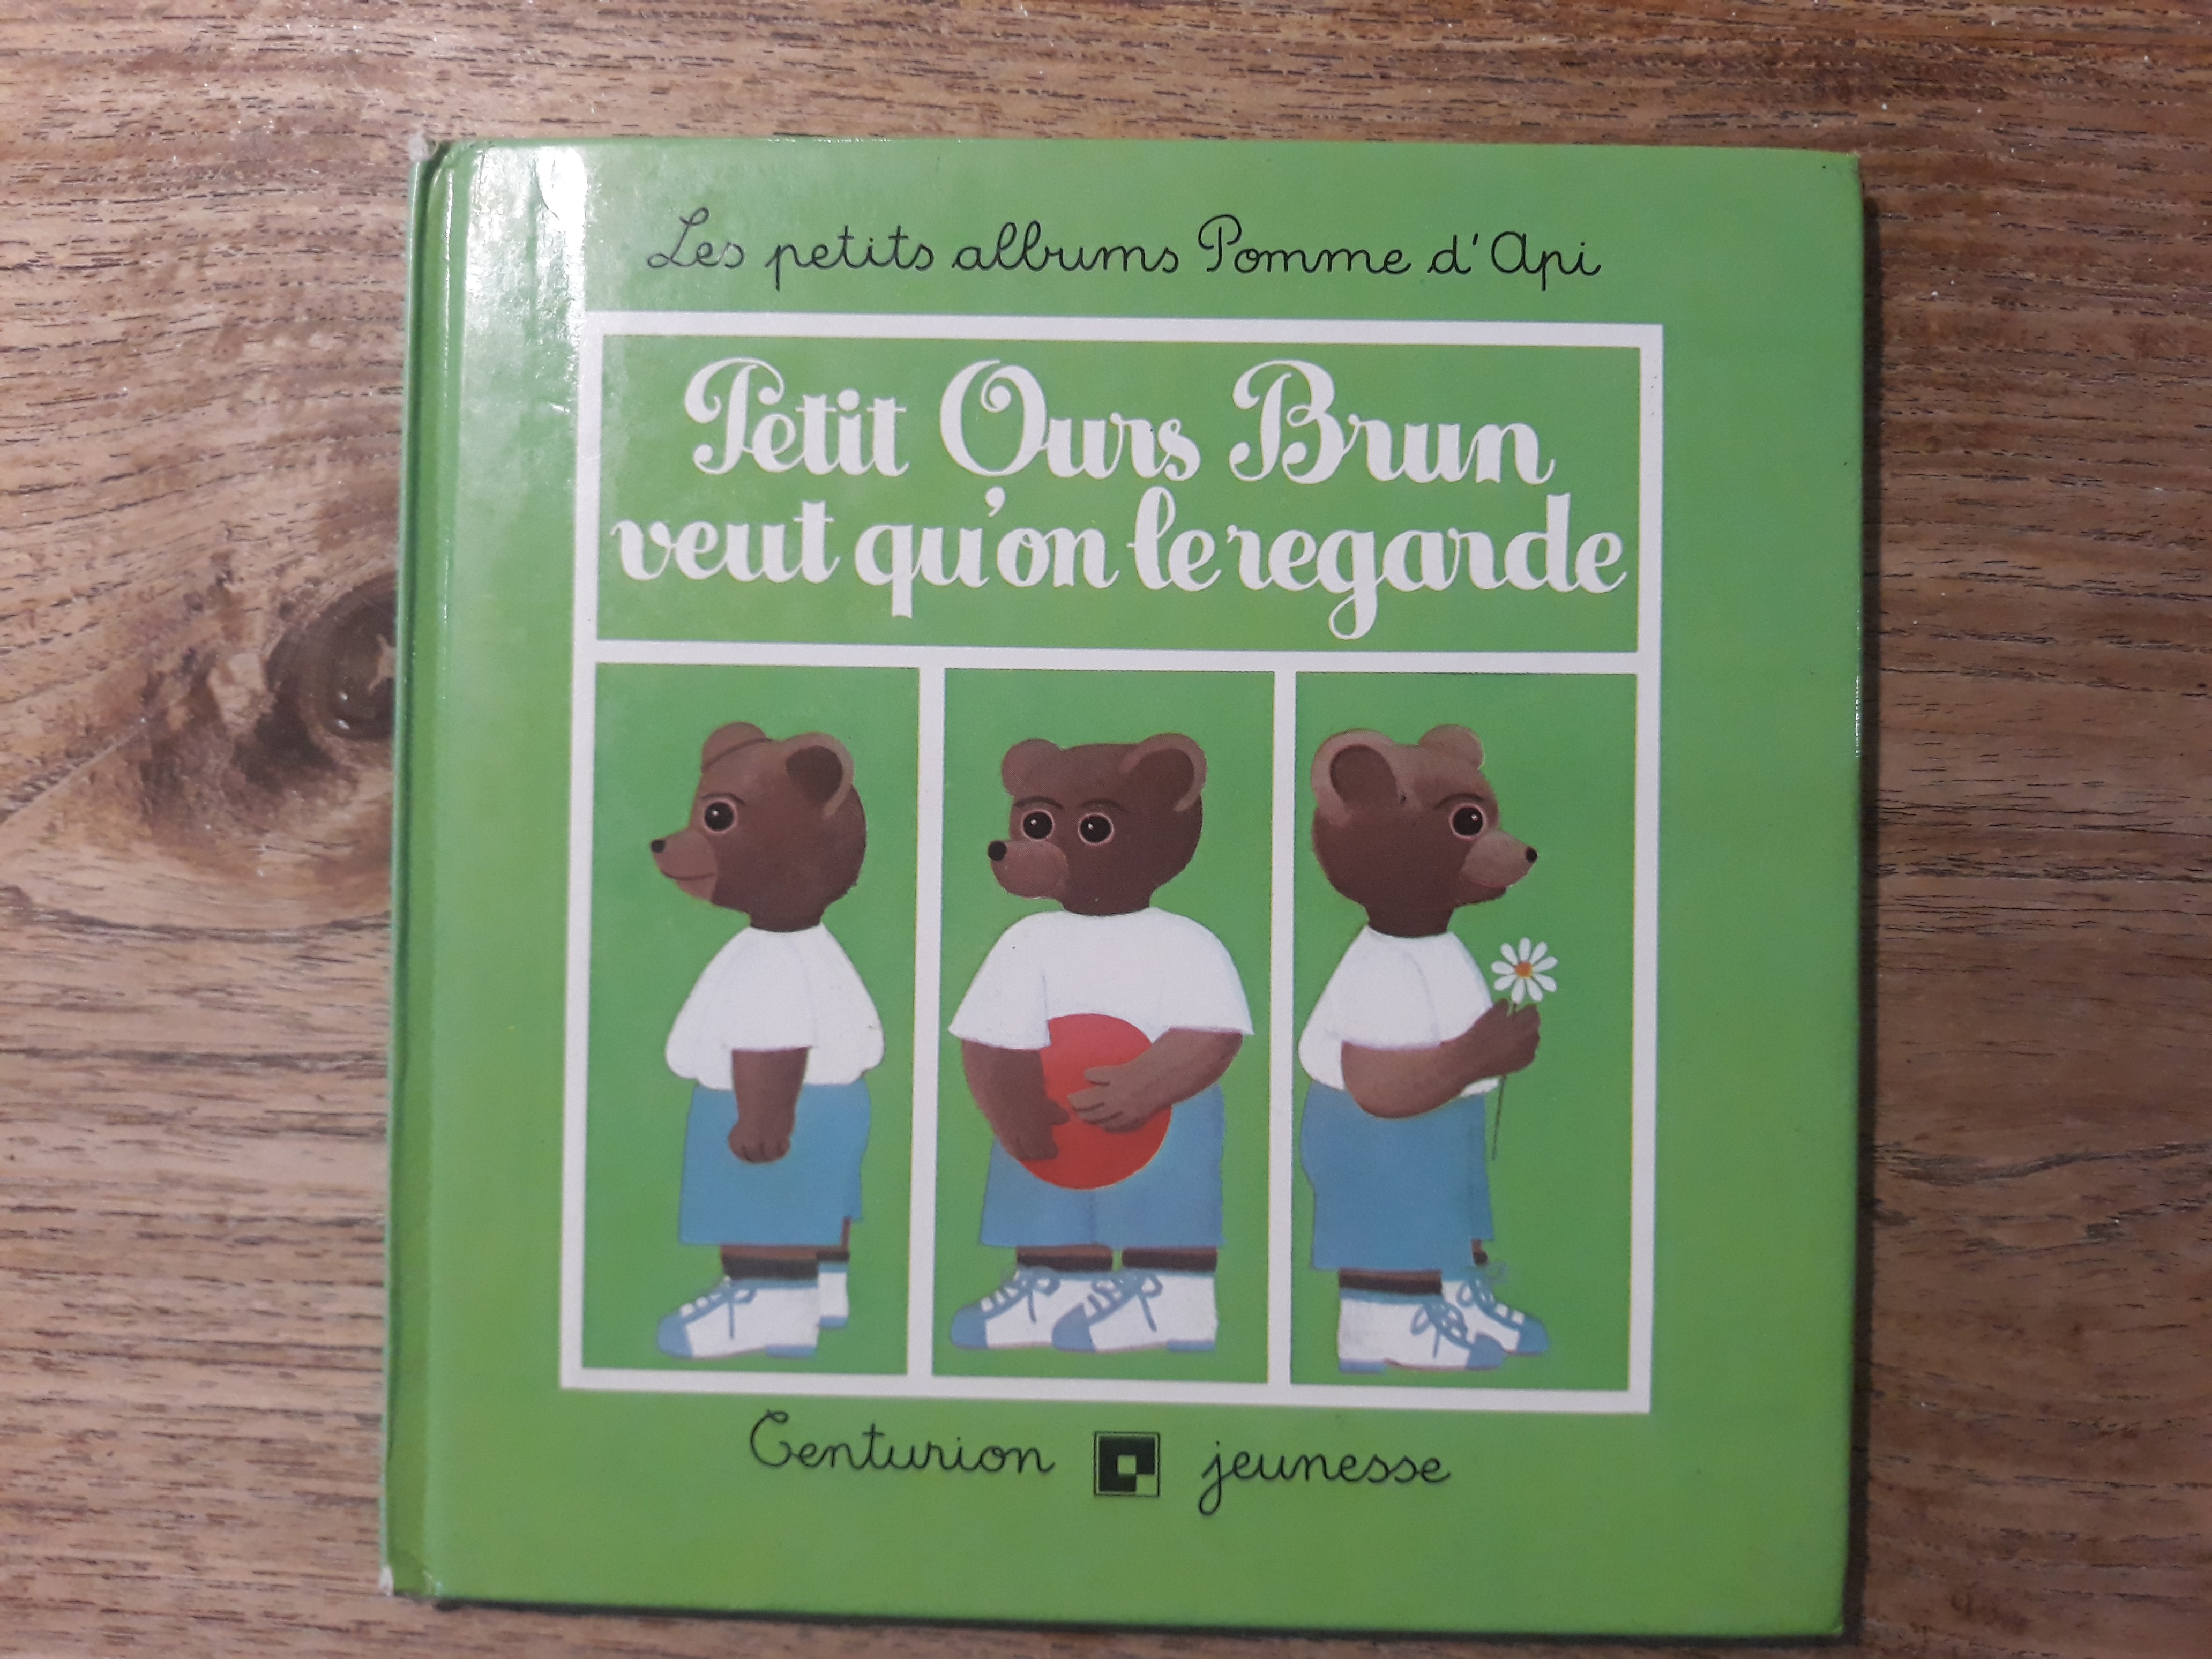 Les petits albums Pomme d'Api
Petit Ours Brun
veut qu'on le regarde
Centurion jeunesse